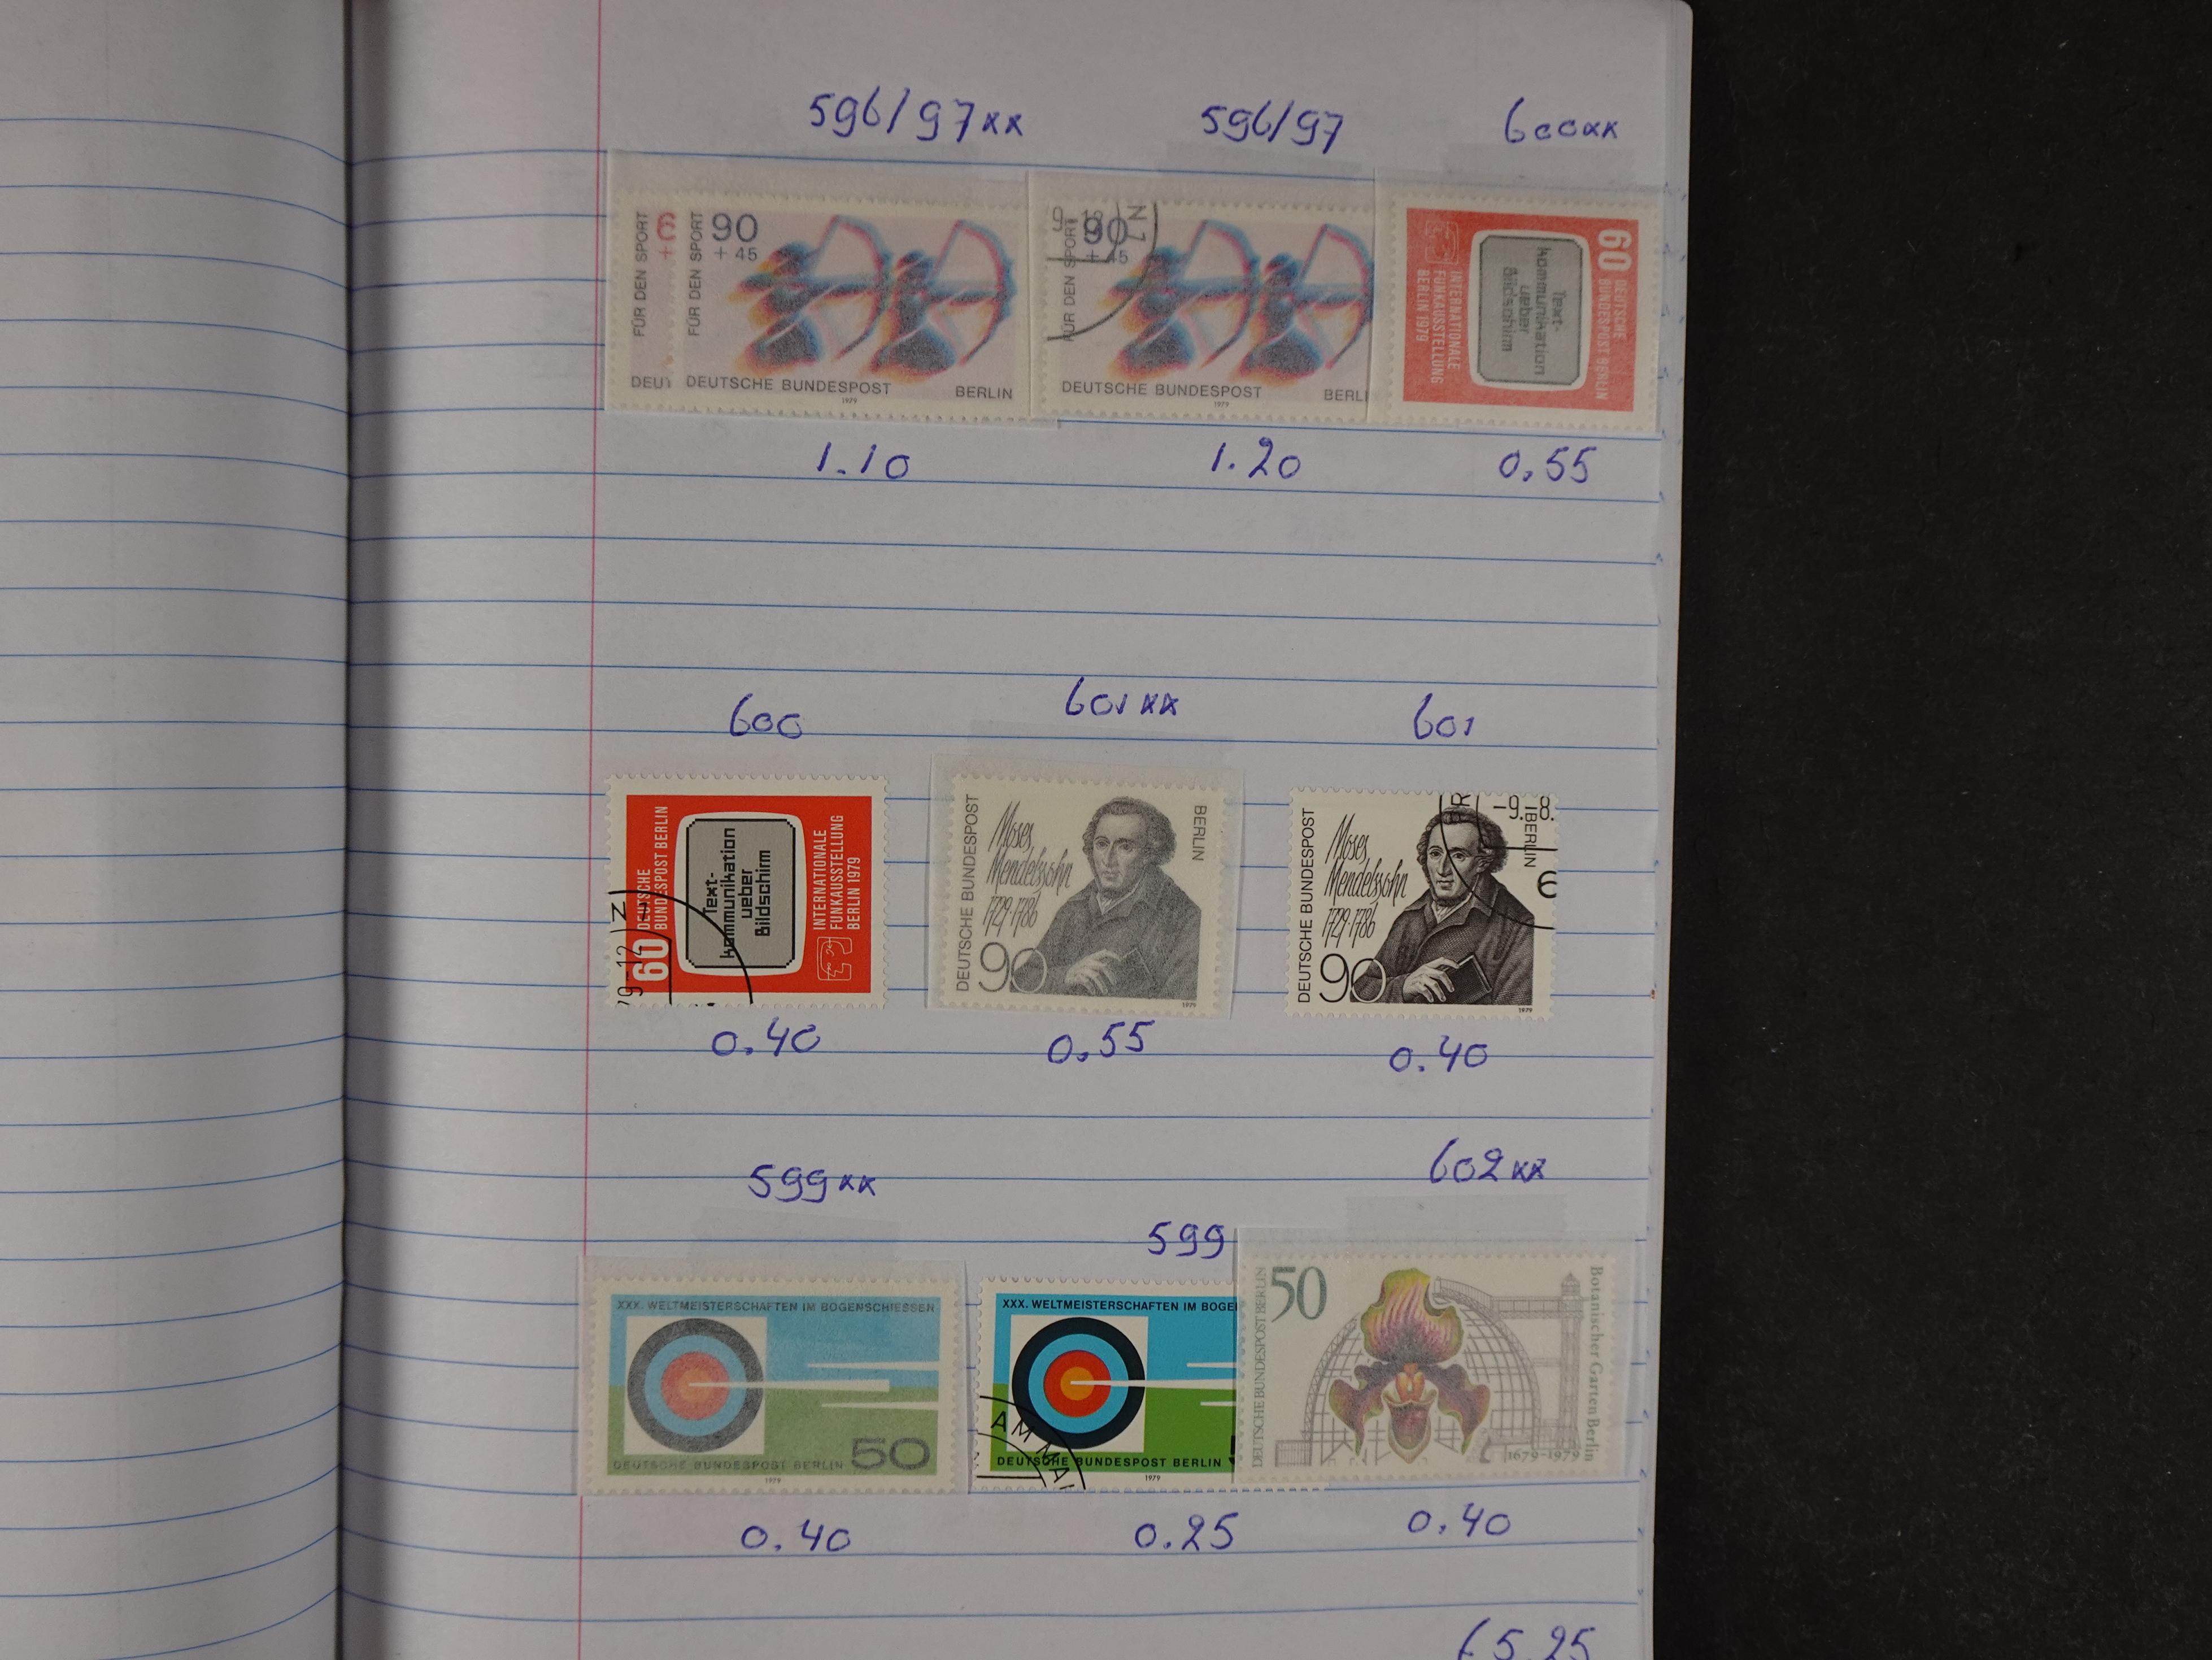 596/97xx 596/97 600xx
FÜR DEN SPORT
DEU
FÜR DEN SPORT
90
+ 45
DEUTSCHE BUNDESPOST BERLIN
1979
FÜR DEN SPORT
90
+ 45
DEUTSCHE BUNDESPOST BERLI
1979
60
DEUTSCHE
BUNDESPOST BERLIN
Text-
kommunikation
ueber
Bildschirm
INTERNATIONALE
FUNKAUSSTELLUNG
BERLIN 1979
1.10 1.20 0.55
600 601xx 601
60
DEUTSCHE
BUNDESPOST BERLIN
Text-
kommunikation
ueber
Bildschirm
INTERNATIONALE
FUNKAUSSTELLUNG
BERLIN 1979
DEUTSCHE BUNDESPOST
Moses
Mendelssohn
1729-1786
90
BERLIN
1979
DEUTSCHE BUNDESPOST
Moses
Mendelssohn
1729-1786
90
BERLIN
-9.-8.
1979
0.40 0.55 0.40
599xx 599 602xx
XXX. WELTMEISTERSCHAFTEN IM BOGENSCHIESSEN
DEUTSCHE BUNDESPOST BERLIN 50
1979
XXX. WELTMEISTERSCHAFTEN IM BOGE
DEUTSCHE BUNDESPOST BERLIN
1979
DEUTSCHE BUNDESPOST BERLIN
50
Botanischer Garten Berlin
1679-1979
0.40 0.25 0.40
€5.25